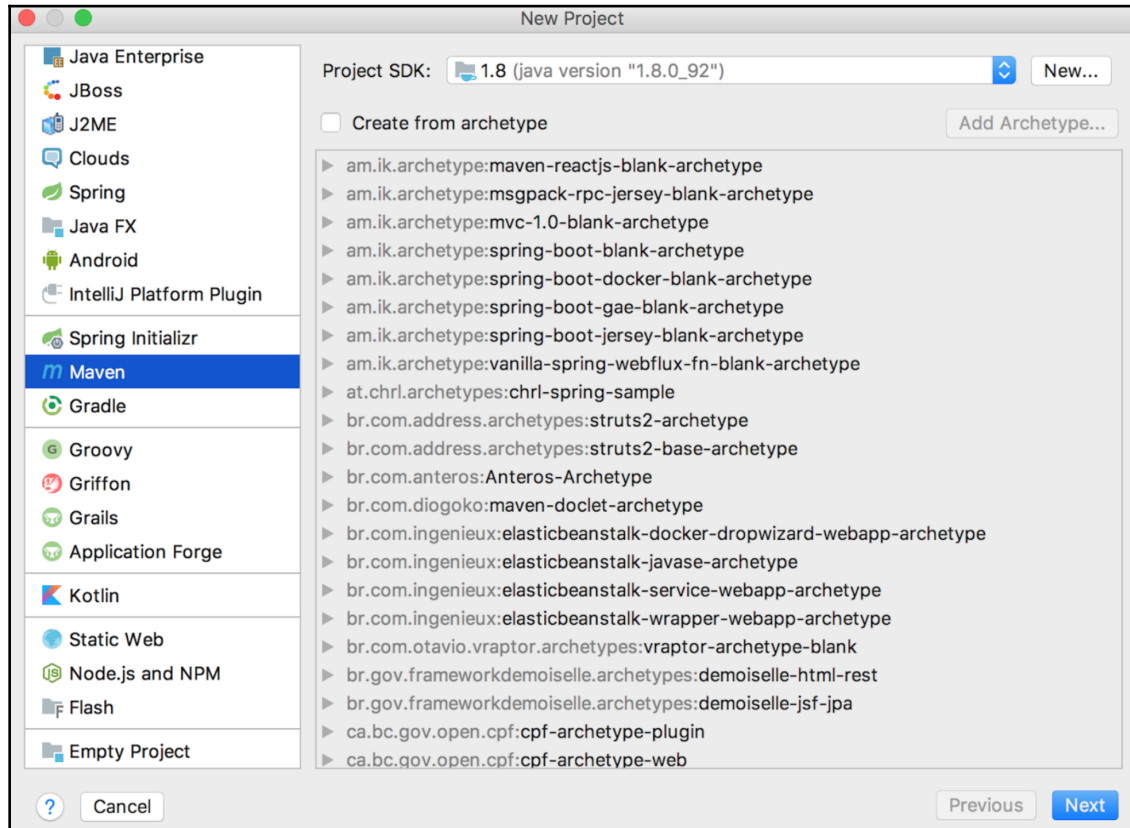 New Project
Java Enterprise
JBoss
J2ME
Clouds
Spring
Java FX
Android
IntelliJ Platform Plugin
Spring Initializr
Maven
Gradle
Groovy
Griffon
Grails
Application Forge
Kotlin
Static Web
Node.js and NPM
Flash
Empty Project
Project SDK: 1.8 (java version "1.8.0_92") New...
Create from archetype Add Archetype...
am.ik.archetype:maven-reactjs-blank-archetype
am.ik.archetype:msgpack-rpc-jersey-blank-archetype
am.ik.archetype:mvc-1.0-blank-archetype
am.ik.archetype:spring-boot-blank-archetype
am.ik.archetype:spring-boot-docker-blank-archetype
am.ik.archetype:spring-boot-gae-blank-archetype
am.ik.archetype:spring-boot-jersey-blank-archetype
am.ik.archetype:vanilla-spring-webflux-fn-blank-archetype
at.chrl.archetypes:chrl-spring-sample
br.com.address.archetypes:struts2-archetype
br.com.address.archetypes:struts2-base-archetype
br.com.anteros:Anteros-Archetype
br.com.diogoko:maven-doclet-archetype
br.com.ingenieux:elasticbeanstalk-docker-dropwizard-webapp-archetype
br.com.ingenieux:elasticbeanstalk-javase-archetype
br.com.ingenieux:elasticbeanstalk-service-webapp-archetype
br.com.ingenieux:elasticbeanstalk-wrapper-webapp-archetype
br.com.otavio.vraptor.archetypes:vraptor-archetype-blank
br.gov.frameworkdemoiselle.archetypes:demoiselle-html-rest
br.gov.frameworkdemoiselle.archetypes:demoiselle-jsf-jpa
ca.bc.gov.open.cpf:cpf-archetype-plugin
ca.bc.gov.open.cpf:cpf-archetype-web
? Cancel Previous Next